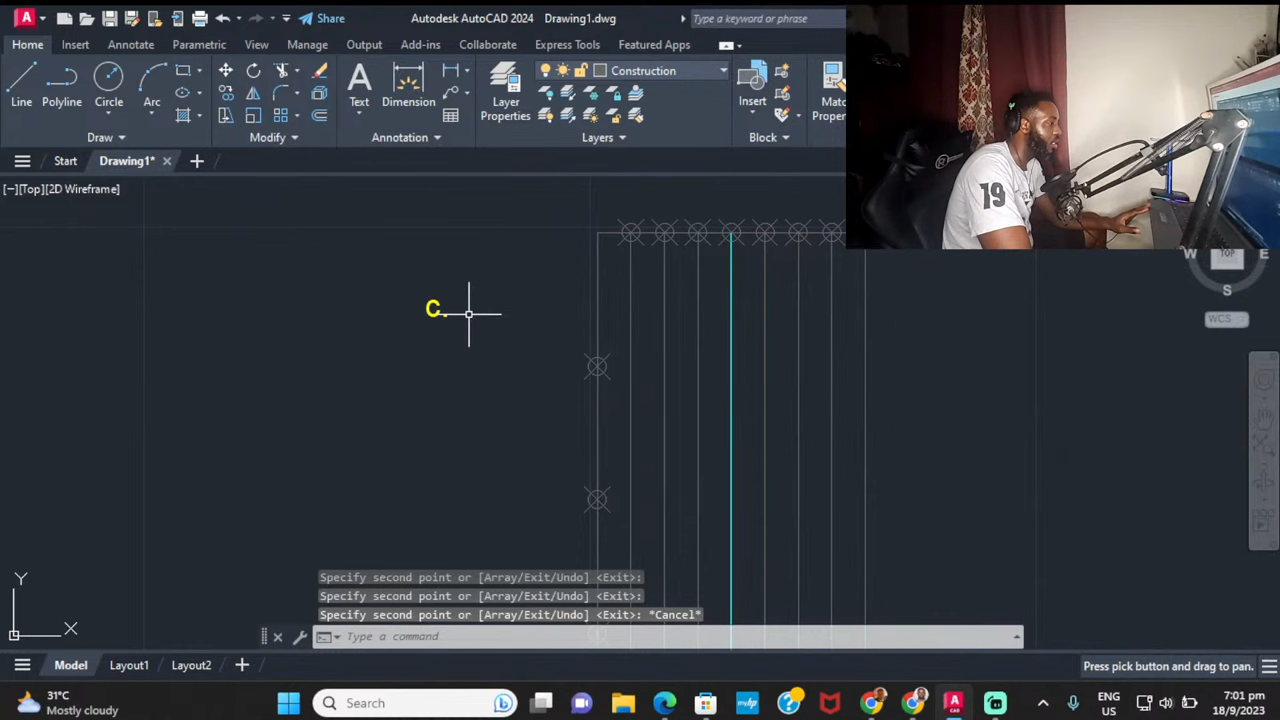 Share
Autodesk AutoCAD 2024 Drawing1.dwg
Type a keyword or phrase
Home Insert Annotate Parametric View Manage Output Add-ins Collaborate Express Tools Featured Apps
Construction
Line Polyline Circle Arc
Text Dimension
Layer Properties
Insert
Draw Modify Annotation Layers Block
Start Drawing1*
[−][Top][2D Wireframe]
19
C.
W TOP E
S
WCS
Specify second point or [Array/Exit/Undo] <Exit>:
Specify second point or [Array/Exit/Undo] <Exit>:
Specify second point or [Array/Exit/Undo] <Exit>: *Cancel*
Y
X
Type a command
Model Layout1 Layout2
Press pick button and drag to pan.
31°C
Mostly cloudy
Search
ENG
US
7:01 pm
18/9/2023